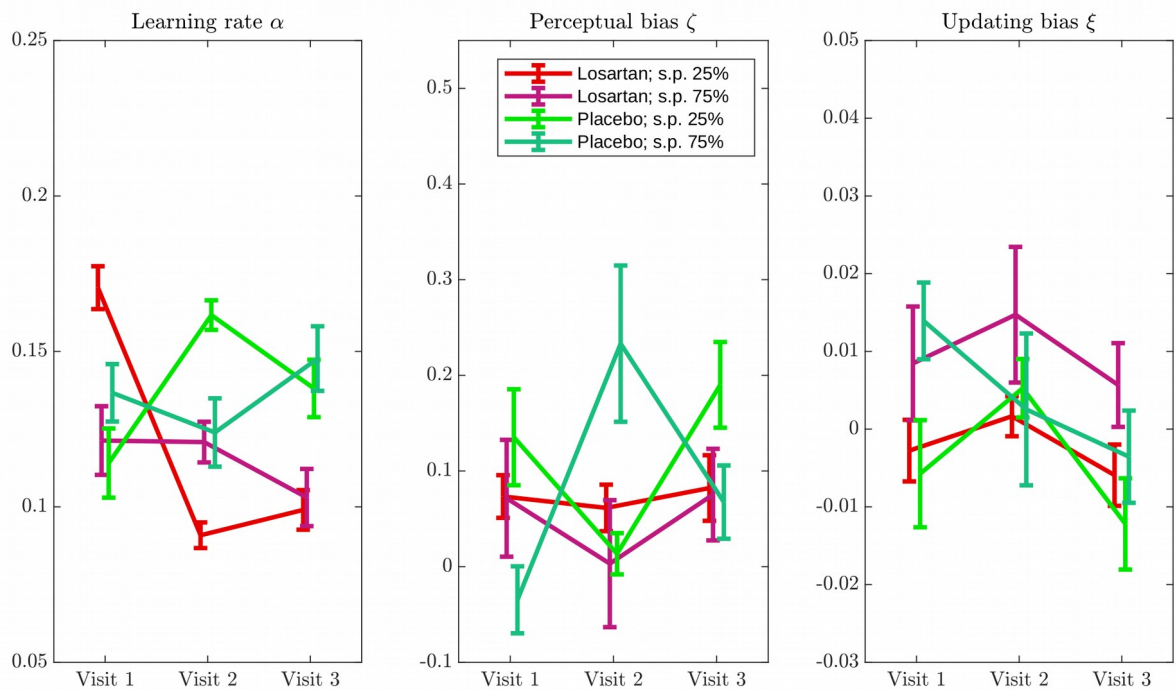 Learning rate α
0.25
0.2
0.15
0.1
0.05
Visit 1 Visit 2 Visit 3
Perceptual bias ζ
0.5
0.4
0.3
0.2
0.1
0
-0.1
Losartan; s.p. 25%
Losartan; s.p. 75%
Placebo; s.p. 25%
Placebo; s.p. 75%
Visit 1 Visit 2 Visit 3
Updating bias ξ
0.05
0.04
0.03
0.02
0.01
0
-0.01
-0.02
-0.03
Visit 1 Visit 2 Visit 3